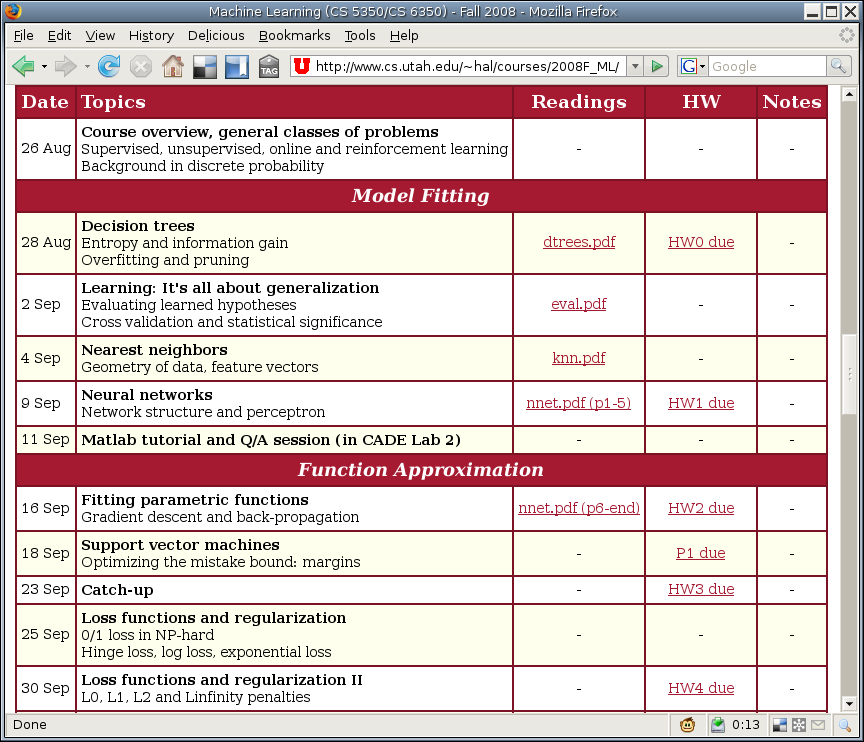 Machine Learning (CS 5350/CS 6350) - Fall 2008 - Mozilla Firefox
File Edit View History Delicious Bookmarks Tools Help
TAG http://www.cs.utah.edu/~hal/courses/2008F_ML/ G Google
Date Topics Readings HW Notes
Course overview, general classes of problems
26 Aug Supervised, unsupervised, online and reinforcement learning - - -
Background in discrete probability
Model Fitting
Decision trees
28 Aug Entropy and information gain dtrees.pdf HW0 due -
Overfitting and pruning
Learning: It's all about generalization
2 Sep Evaluating learned hypotheses eval.pdf - -
Cross validation and statistical significance
Nearest neighbors
4 Sep knn.pdf - -
Geometry of data, feature vectors
Neural networks
9 Sep nnet.pdf (p1-5) HW1 due -
Network structure and perceptron
11 Sep Matlab tutorial and Q/A session (in CADE Lab 2) - - -
Function Approximation
Fitting parametric functions
16 Sep nnet.pdf (p6-end) HW2 due -
Gradient descent and back-propagation
Support vector machines
18 Sep - P1 due -
Optimizing the mistake bound: margins
23 Sep Catch-up - HW3 due -
Loss functions and regularization
25 Sep 0/1 loss in NP-hard - - -
Hinge loss, log loss, exponential loss
Loss functions and regularization II
30 Sep - HW4 due -
L0, L1, L2 and Linfinity penalties
Done 0:13